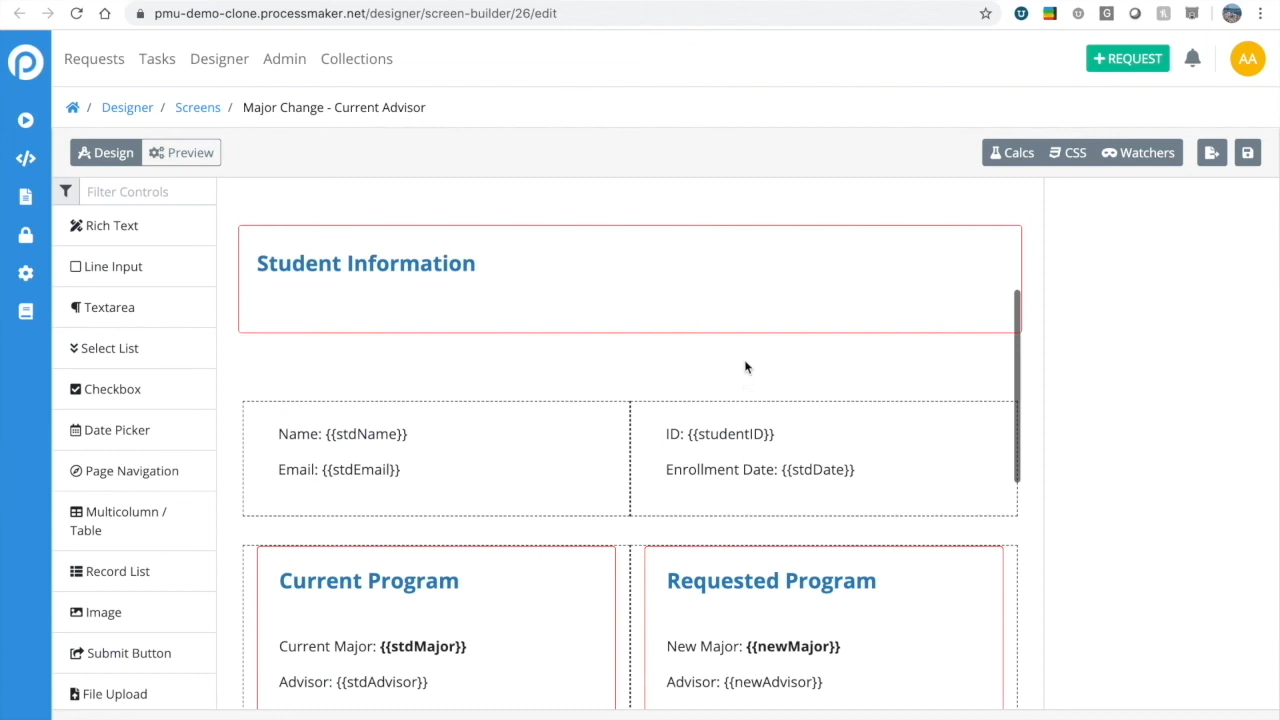 pmu-demo-clone.processmaker.net/designer/screen-builder/26/edit
Requests Tasks Designer Admin Collections
+ REQUEST
AA
/ Designer / Screens / Major Change - Current Advisor
Design Preview
Calcs CSS Watchers
Filter Controls
Rich Text
Line Input
Textarea
Select List
Checkbox
Date Picker
Page Navigation
Multicolumn /
Table
Record List
Image
Submit Button
File Upload
Student Information
Name: {{stdName}}
Email: {{stdEmail}}
ID: {{studentID}}
Enrollment Date: {{stdDate}}
Current Program
Current Major: {{stdMajor}}
Advisor: {{stdAdvisor}}
Requested Program
New Major: {{newMajor}}
Advisor: {{newAdvisor}}